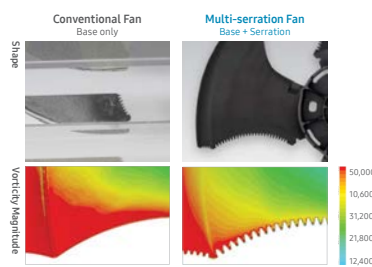 Conventional Fan
Base only
Multi-serration Fan
Base + Serration
Shape
Vorticity Magnitude
50,000
10,600
31,200
21,800
12,400